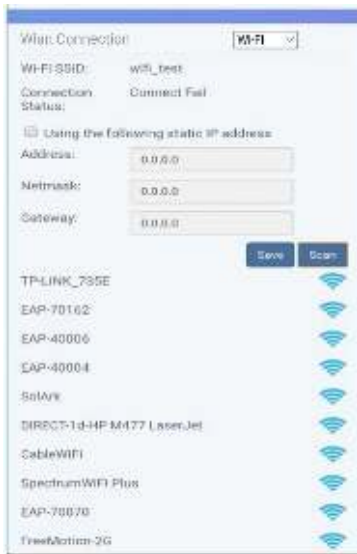 Wlan Connection WI-FI
WI-FI SSID: wifi_test
Connection Connect Fail
Status:
Using the following static IP address
Address: 0.0.0.0
Netmask: 0.0.0.0
Gateway: 0.0.0.0
Save Scan
TP-LINK_735E
EAP-70162
EAP-40006
EAP-40004
SolArk
DIRECT-1d-HP M477 LaserJet
CableWiFi
SpectrumWiFi Plus
EAP-70070
FreeMotion-2G